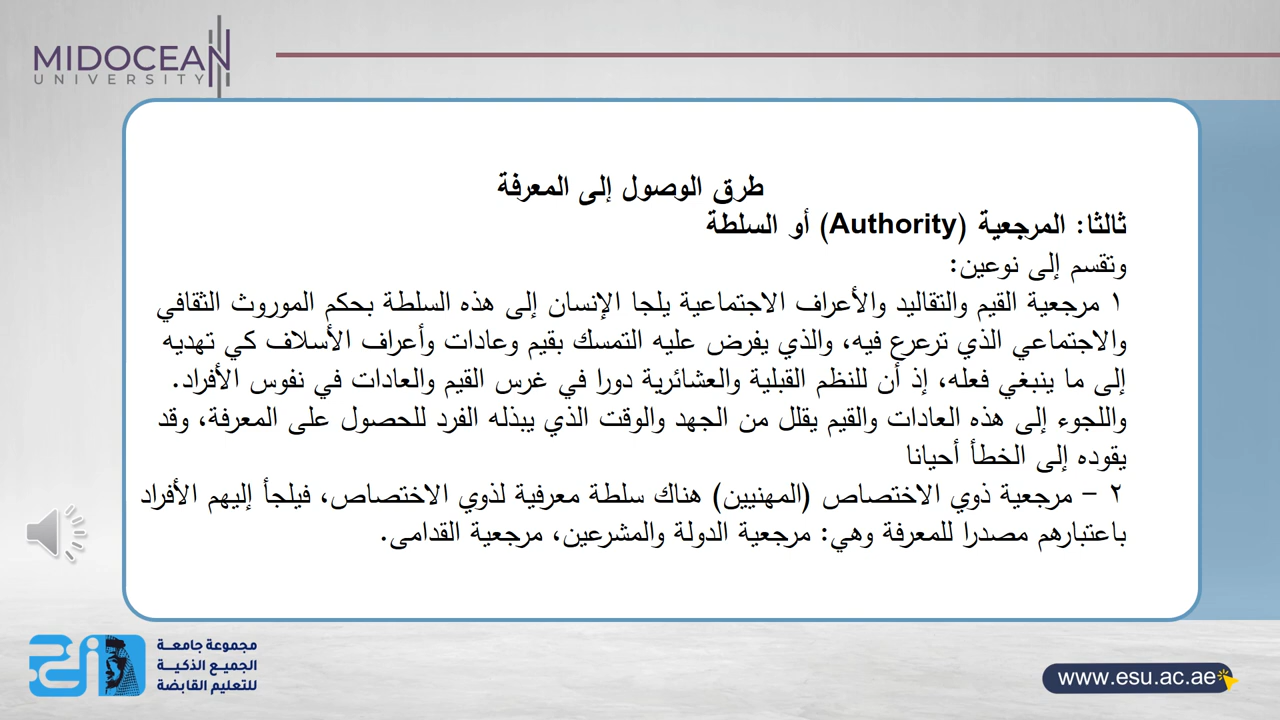 MIDOCEAN
UNIVERSITY
طرق الوصول إلى المعرفة
ثالثا: المرجعية (Authority) أو السلطة
وتقسم إلى نوعين:
١ مرجعية القيم والتقاليد والأعراف الاجتماعية يلجا الإنسان إلى هذه السلطة بحكم الموروث الثقافي
والاجتماعي الذي ترعرع فيه، والذي يفرض عليه التمسك بقيم وعادات وأعراف الأسلاف كي تهديه
إلى ما ينبغي فعله، إذ أن للنظم القبلية والعشائرية دورا في غرس القيم والعادات في نفوس الأفراد.
واللجوء إلى هذه العادات والقيم يقلل من الجهد والوقت الذي يبذله الفرد للحصول على المعرفة، وقد
يقوده إلى الخطأ أحيانا
٢ – مرجعية ذوي الاختصاص (المهنيين) هناك سلطة معرفية لذوي الاختصاص، فيلجأ إليهم الأفراد
باعتبارهم مصدرا للمعرفة وهي: مرجعية الدولة والمشرعين، مرجعية القدامى.
مجموعة جامعة
الجميع الذكية
للتعليم القابضة
www.esu.ac.ae